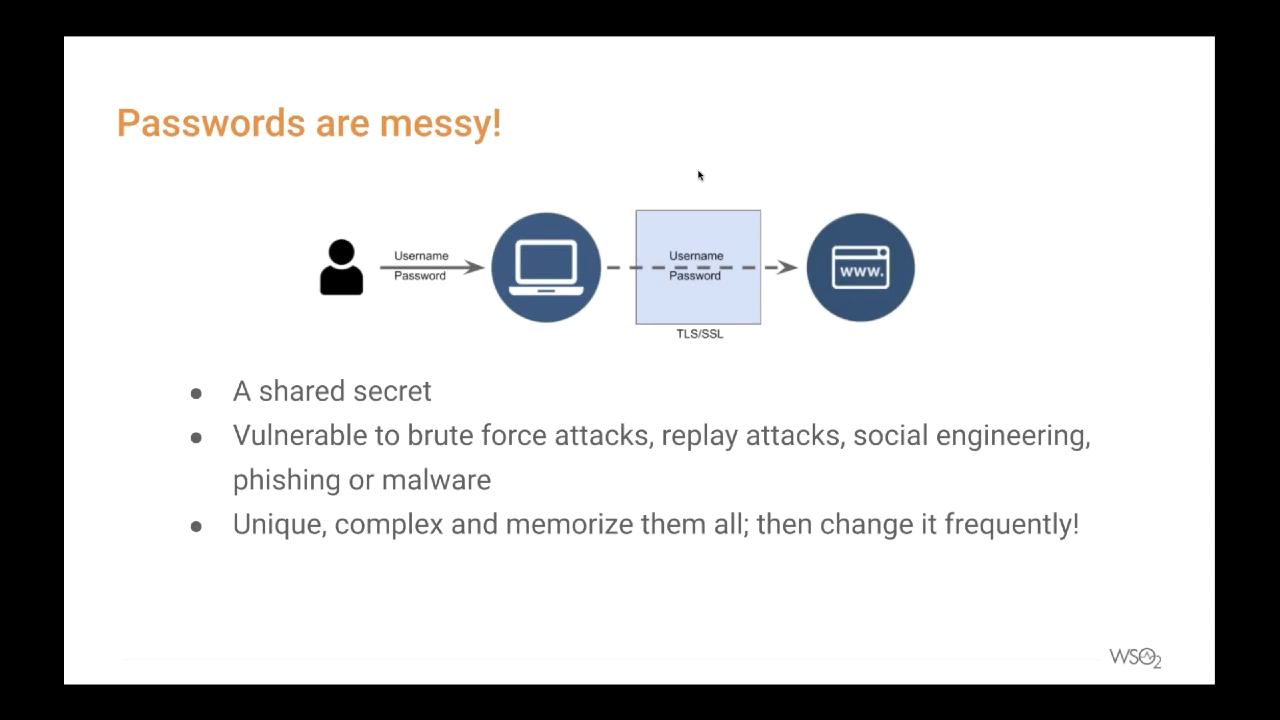 Passwords are messy!
Username
Password
Username
Password
www.
TLS/SSL
● A shared secret
● Vulnerable to brute force attacks, replay attacks, social engineering,
phishing or malware
● Unique, complex and memorize them all; then change it frequently!
WSO2